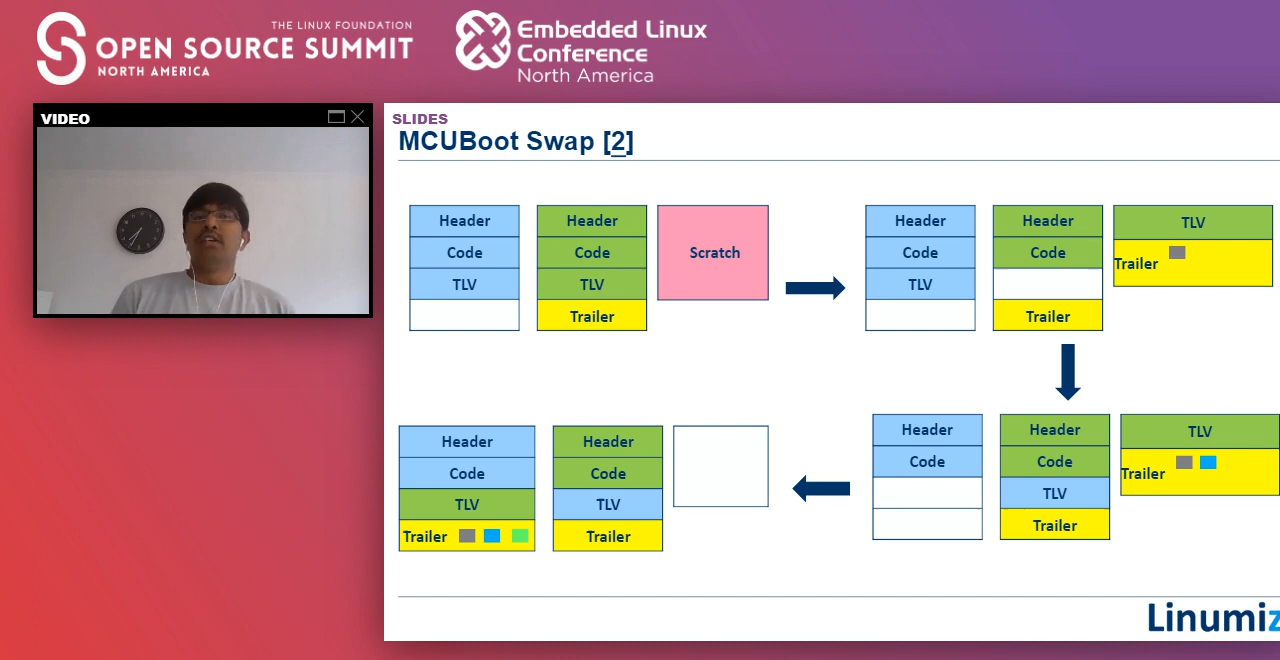 THE LINUX FOUNDATION
OPEN SOURCE SUMMIT
NORTH AMERICA
Embedded Linux
Conference
North America
VIDEO
SLIDES
MCUBoot Swap [2]
Header
Code
TLV
Header
Code
TLV
Trailer
Scratch
Header
Code
TLV
Header
Code
Trailer
TLV
Trailer
Header
Code
TLV
Trailer
Header
Code
TLV
Trailer
Header
Code
Header
Code
TLV
Trailer
TLV
Trailer
Linumiz